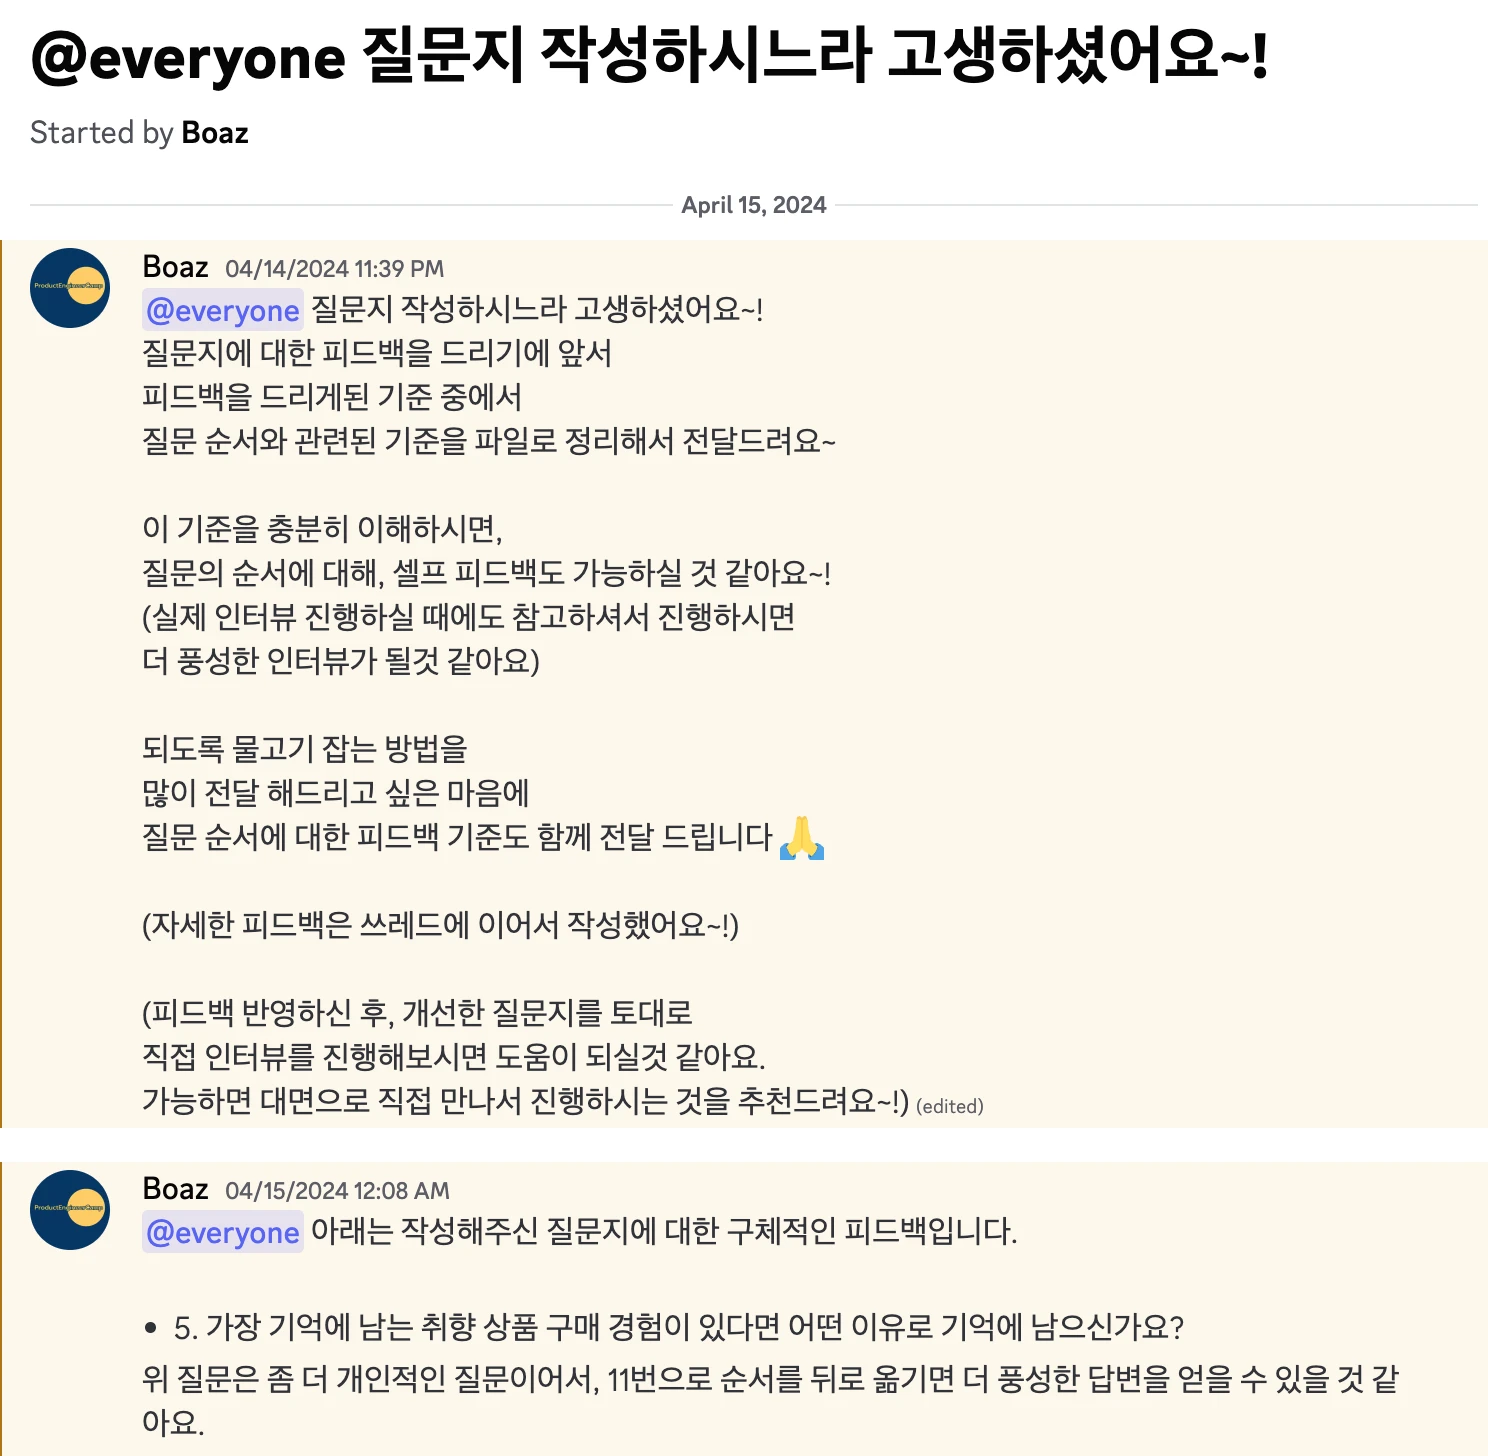 @everyone 질문지 작성하시느라 고생하셨어요~!
Started by Boaz
April 15, 2024
Boaz 04/14/2024 11:39 PM
ProductEngineerCamp
@everyone 질문지 작성하시느라 고생하셨어요~!
질문지에 대한 피드백을 드리기에 앞서
피드백을 드리게된 기준 중에서
질문 순서와 관련된 기준을 파일로 정리해서 전달드려요~
이 기준을 충분히 이해하시면,
질문의 순서에 대해, 셀프 피드백도 가능하실 것 같아요~!
(실제 인터뷰 진행하실 때에도 참고하셔서 진행하시면
더 풍성한 인터뷰가 될것 같아요)
되도록 물고기 잡는 방법을
많이 전달 해드리고 싶은 마음에
질문 순서에 대한 피드백 기준도 함께 전달 드립니다 🙏
(자세한 피드백은 쓰레드에 이어서 작성했어요~!)
(피드백 반영하신 후, 개선한 질문지를 토대로
직접 인터뷰를 진행해보시면 도움이 되실것 같아요.
가능하면 대면으로 직접 만나서 진행하시는 것을 추천드려요~!) (edited)
Boaz 04/15/2024 12:08 AM
ProductEngineerCamp
@everyone 아래는 작성해주신 질문지에 대한 구체적인 피드백입니다.
• 5. 가장 기억에 남는 취향 상품 구매 경험이 있다면 어떤 이유로 기억에 남으신가요?
위 질문은 좀 더 개인적인 질문이어서, 11번으로 순서를 뒤로 옮기면 더 풍성한 답변을 얻을 수 있을 것 같
아요.